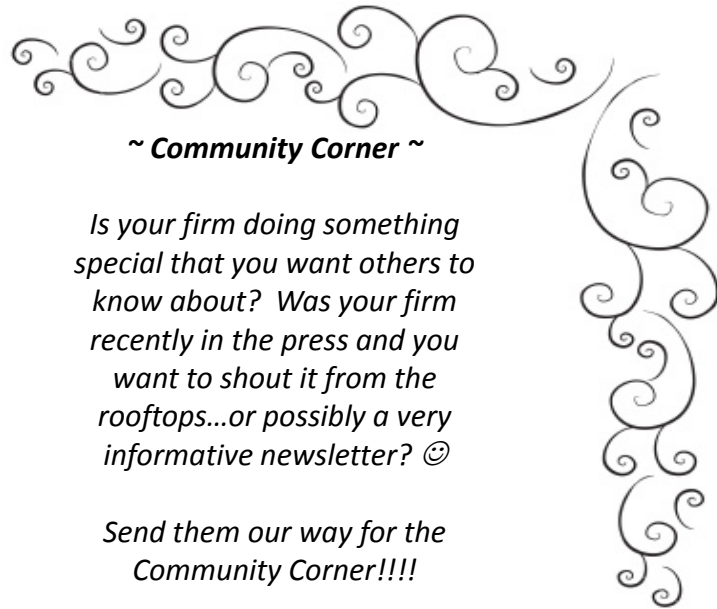 ~ Community Corner ~
Is your firm doing something
special that you want others to
know about?  Was your firm
recently in the press and you
want to shout it from the
rooftops…or possibly a very
informative newsletter? ☺
Send them our way for the
Community Corner!!!!